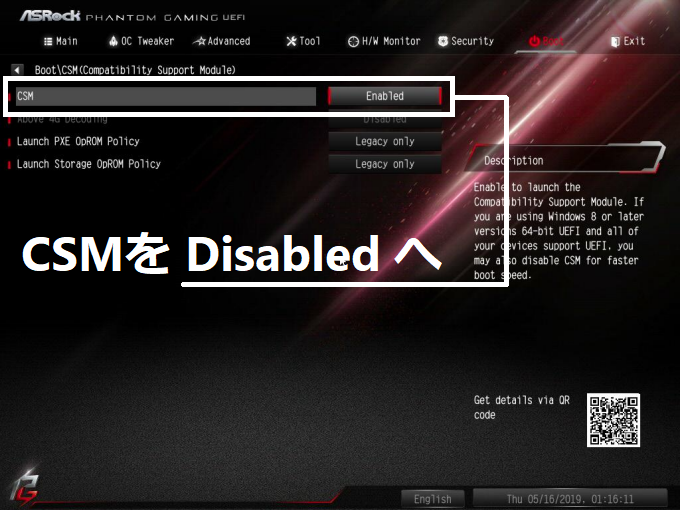 ASRock PHANTOM GAMING UEFI
Main OC Tweaker Advanced Tool H/W Monitor Security Boot Exit
Boot\CSM(Compatibility Support Module)
CSM Enabled
Above 4G Decoding Disabled
Launch PXE OpROM Policy Legacy only
Launch Storage OpROM Policy Legacy only
CSMを Disabled へ
Description
Enable to launch the
Compatibility Support Module. If
you are using Windows 8 or later
versions 64-bit UEFI and all of
your devices support UEFI, you
may also disable CSM for faster
boot speed.
Get details via QR
code
English Thu 05/16/2019, 01:16:11